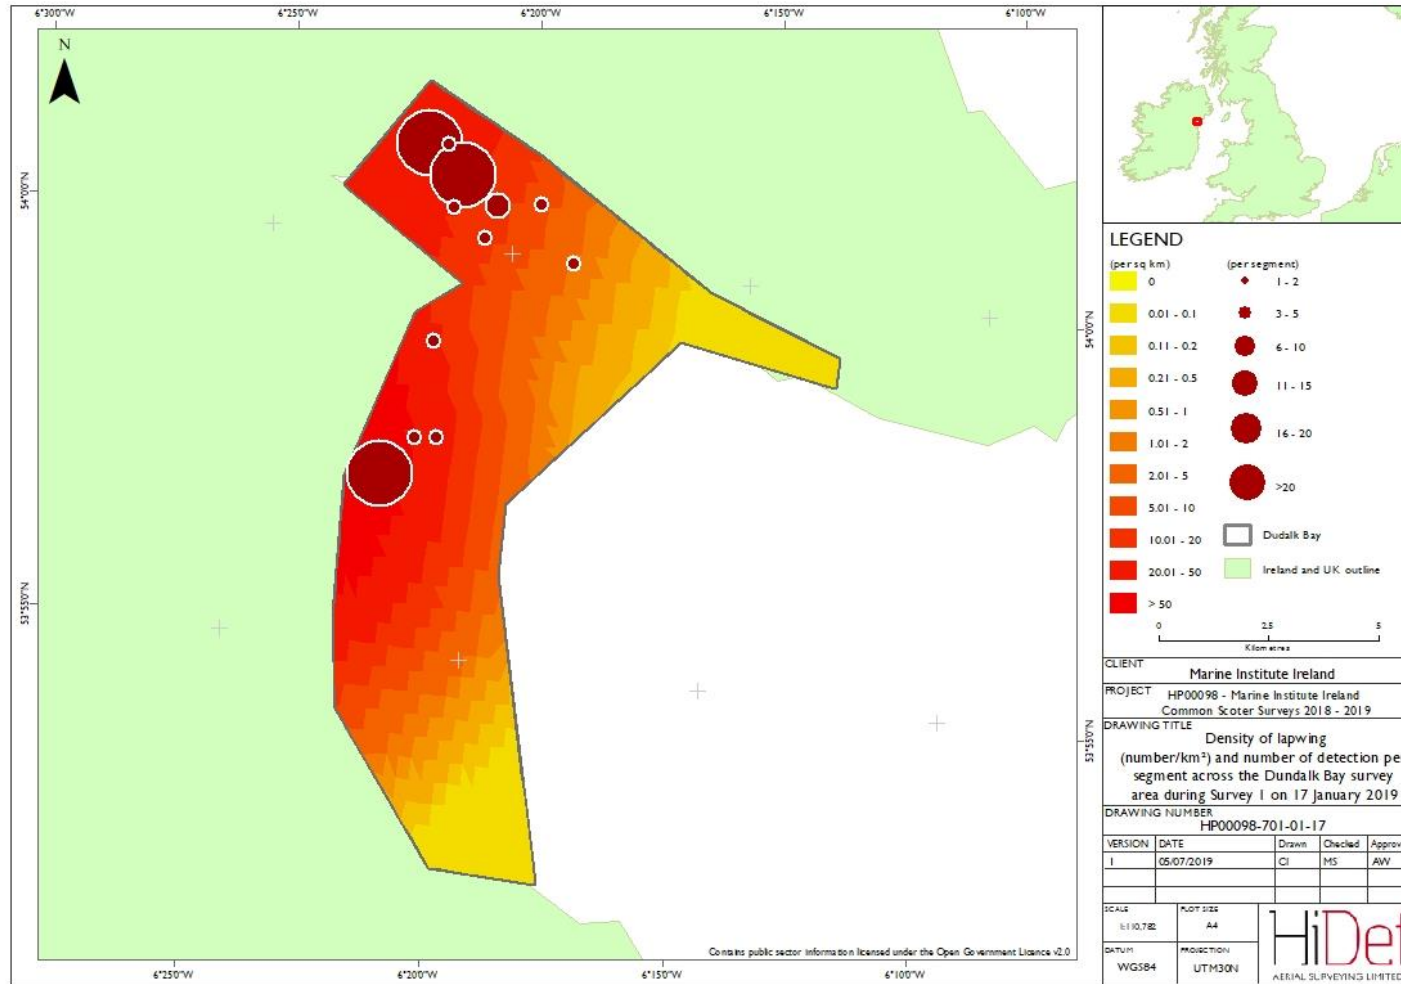 6°30'0"W 6°25'0"W 6°20'0"W 6°15'0"W 6°10'0"W
N
54°0'0"N
54°0'0"N
53°55'0"N
53°55'0"N
Contains public sector information licensed under the Open Government Licence v2.0
6°25'0"W 6°20'0"W 6°15'0"W 6°10'0"W
LEGEND
(per sq km) (per segment)
0 1 - 2
0.01 - 0.1 3 - 5
0.11 - 0.2 6 - 10
0.21 - 0.5 11 - 15
0.51 - 1
1.01 - 2 16 - 20
2.01 - 5 >20
5.01 - 10
10.01 - 20 Dudalk Bay
20.01 - 50 Ireland and UK outline
> 50
0 2.5 5
Kilometres
CLIENT
Marine Institute Ireland
PROJECT HP00098 - Marine Institute Ireland
Common Scoter Surveys 2018 - 2019
DRAWING TITLE
Density of lapwing
(number/km²) and number of detection pe
segment across the Dundalk Bay survey
area during Survey 1 on 17 January 2019
DRAWING NUMBER
HP00098-701-01-17
VERSION DATE Drawn Checked Approv
1 05/07/2019 CI MS AW
SCALE PLOT SIZE
1:110,782 A4
DATUM PROJECTION
WGS84 UTM30N
HiDef
AERIAL SURVEYING LIMITED